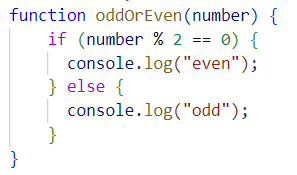 function oddOrEven(number) {
    if (number % 2 == 0) {
      console.log("even");
    } else {
      console.log("odd");
    }
}